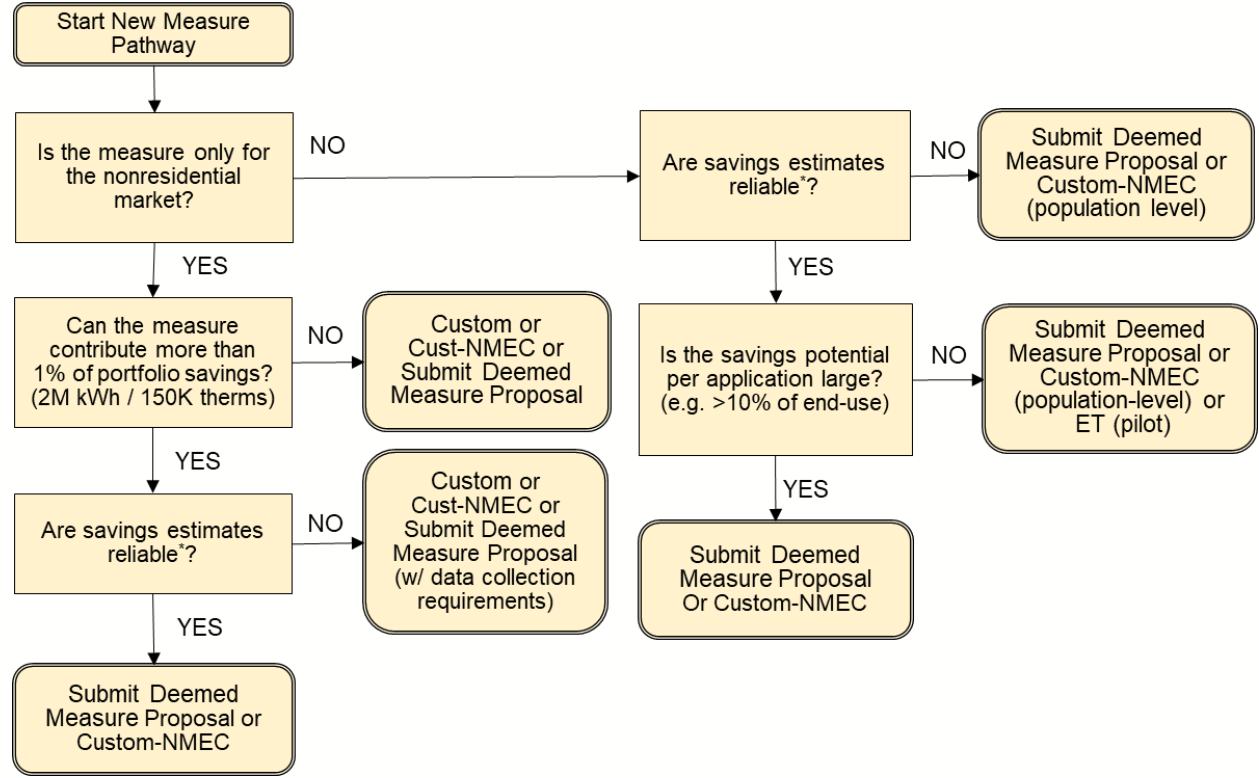 Start New Measure
Pathway
Is the measure only for
the nonresidential
market?
NO
Are savings estimates
reliable*?
NO
Submit Deemed
Measure Proposal or
Custom-NMEC
(population level)
YES
YES
Can the measure
contribute more than
1% of portfolio savings?
(2M kWh / 150K therms)
NO
Custom or
Cust-NMEC or
Submit Deemed
Measure Proposal
Is the savings potential
per application large?
(e.g. >10% of end-use)
NO
Submit Deemed
Measure Proposal or
Custom-NMEC
(population-level) or
ET (pilot)
YES
YES
Are savings estimates
reliable*?
NO
Custom or
Cust-NMEC or
Submit Deemed
Measure Proposal
(w/ data collection
requirements)
Submit Deemed
Measure Proposal
Or Custom-NMEC
YES
Submit Deemed
Measure Proposal or
Custom-NMEC